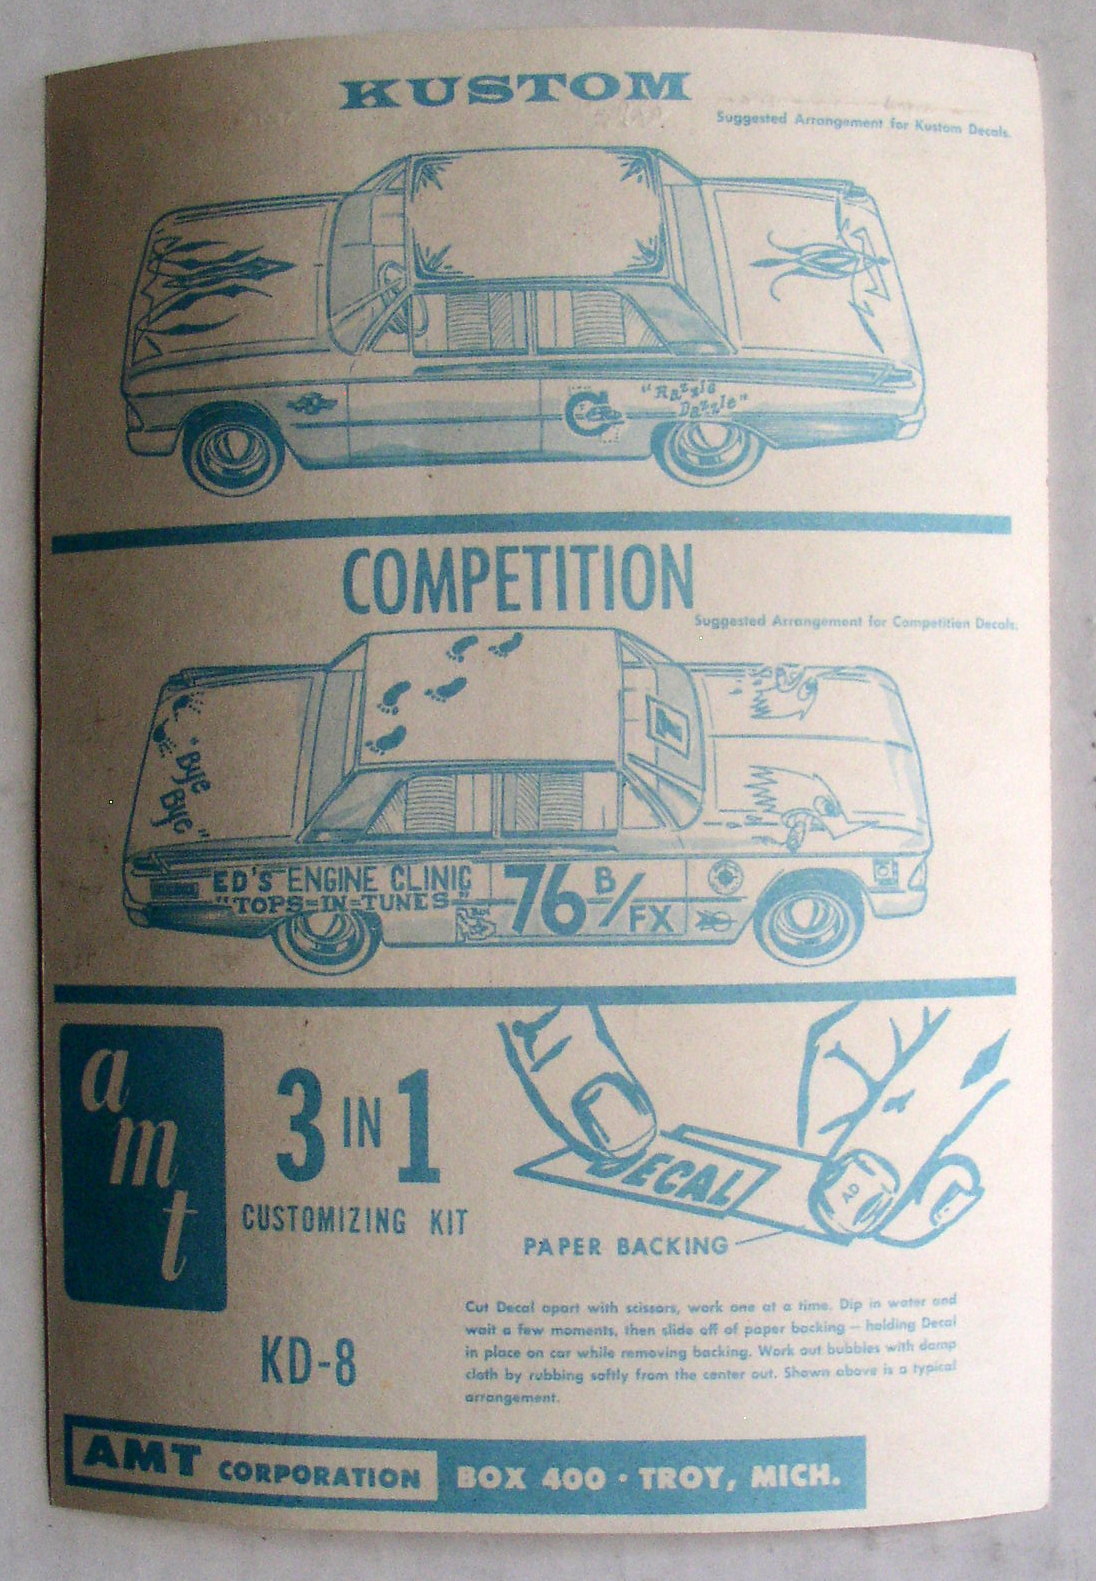 KUSTOM
Suggested Arrangement for Kustom Decals.
"Razzle
Dazzle"
COMPETITION
Suggested Arrangement for Competition Decals.
T
"Bye
Bye"
ED'S ENGINE CLINIC
"TOPS-IN-TUNES"
76 B/FX
amt
3 IN 1
CUSTOMIZING KIT
DECAL
AD
PAPER BACKING
Cut Decal apart with scissors, work one at a time. Dip in water and
wait a few moments, then slide off of paper backing — holding Decal
in place on car while removing backing. Work out bubbles with damp
cloth by rubbing softly from the center out. Shown above is a typical
arrangement.
KD-8
AMT CORPORATION BOX 400 · TROY, MICH.